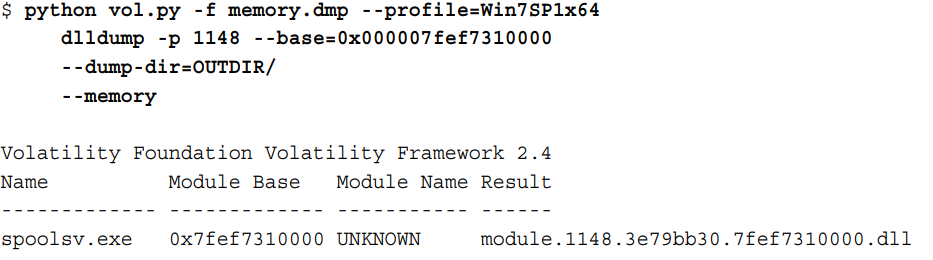 $ python vol.py -f memory.dmp --profile=Win7SP1x64
dlldump -p 1148 --base=0x000007fef7310000
--dump-dir=OUTDIR/
--memory
Volatility Foundation Volatility Framework 2.4
Name Module Base Module Name Result
------------- ------------- ----------- ------
spoolsv.exe 0x7fef7310000 UNKNOWN module.1148.3e79bb30.7fef7310000.dll